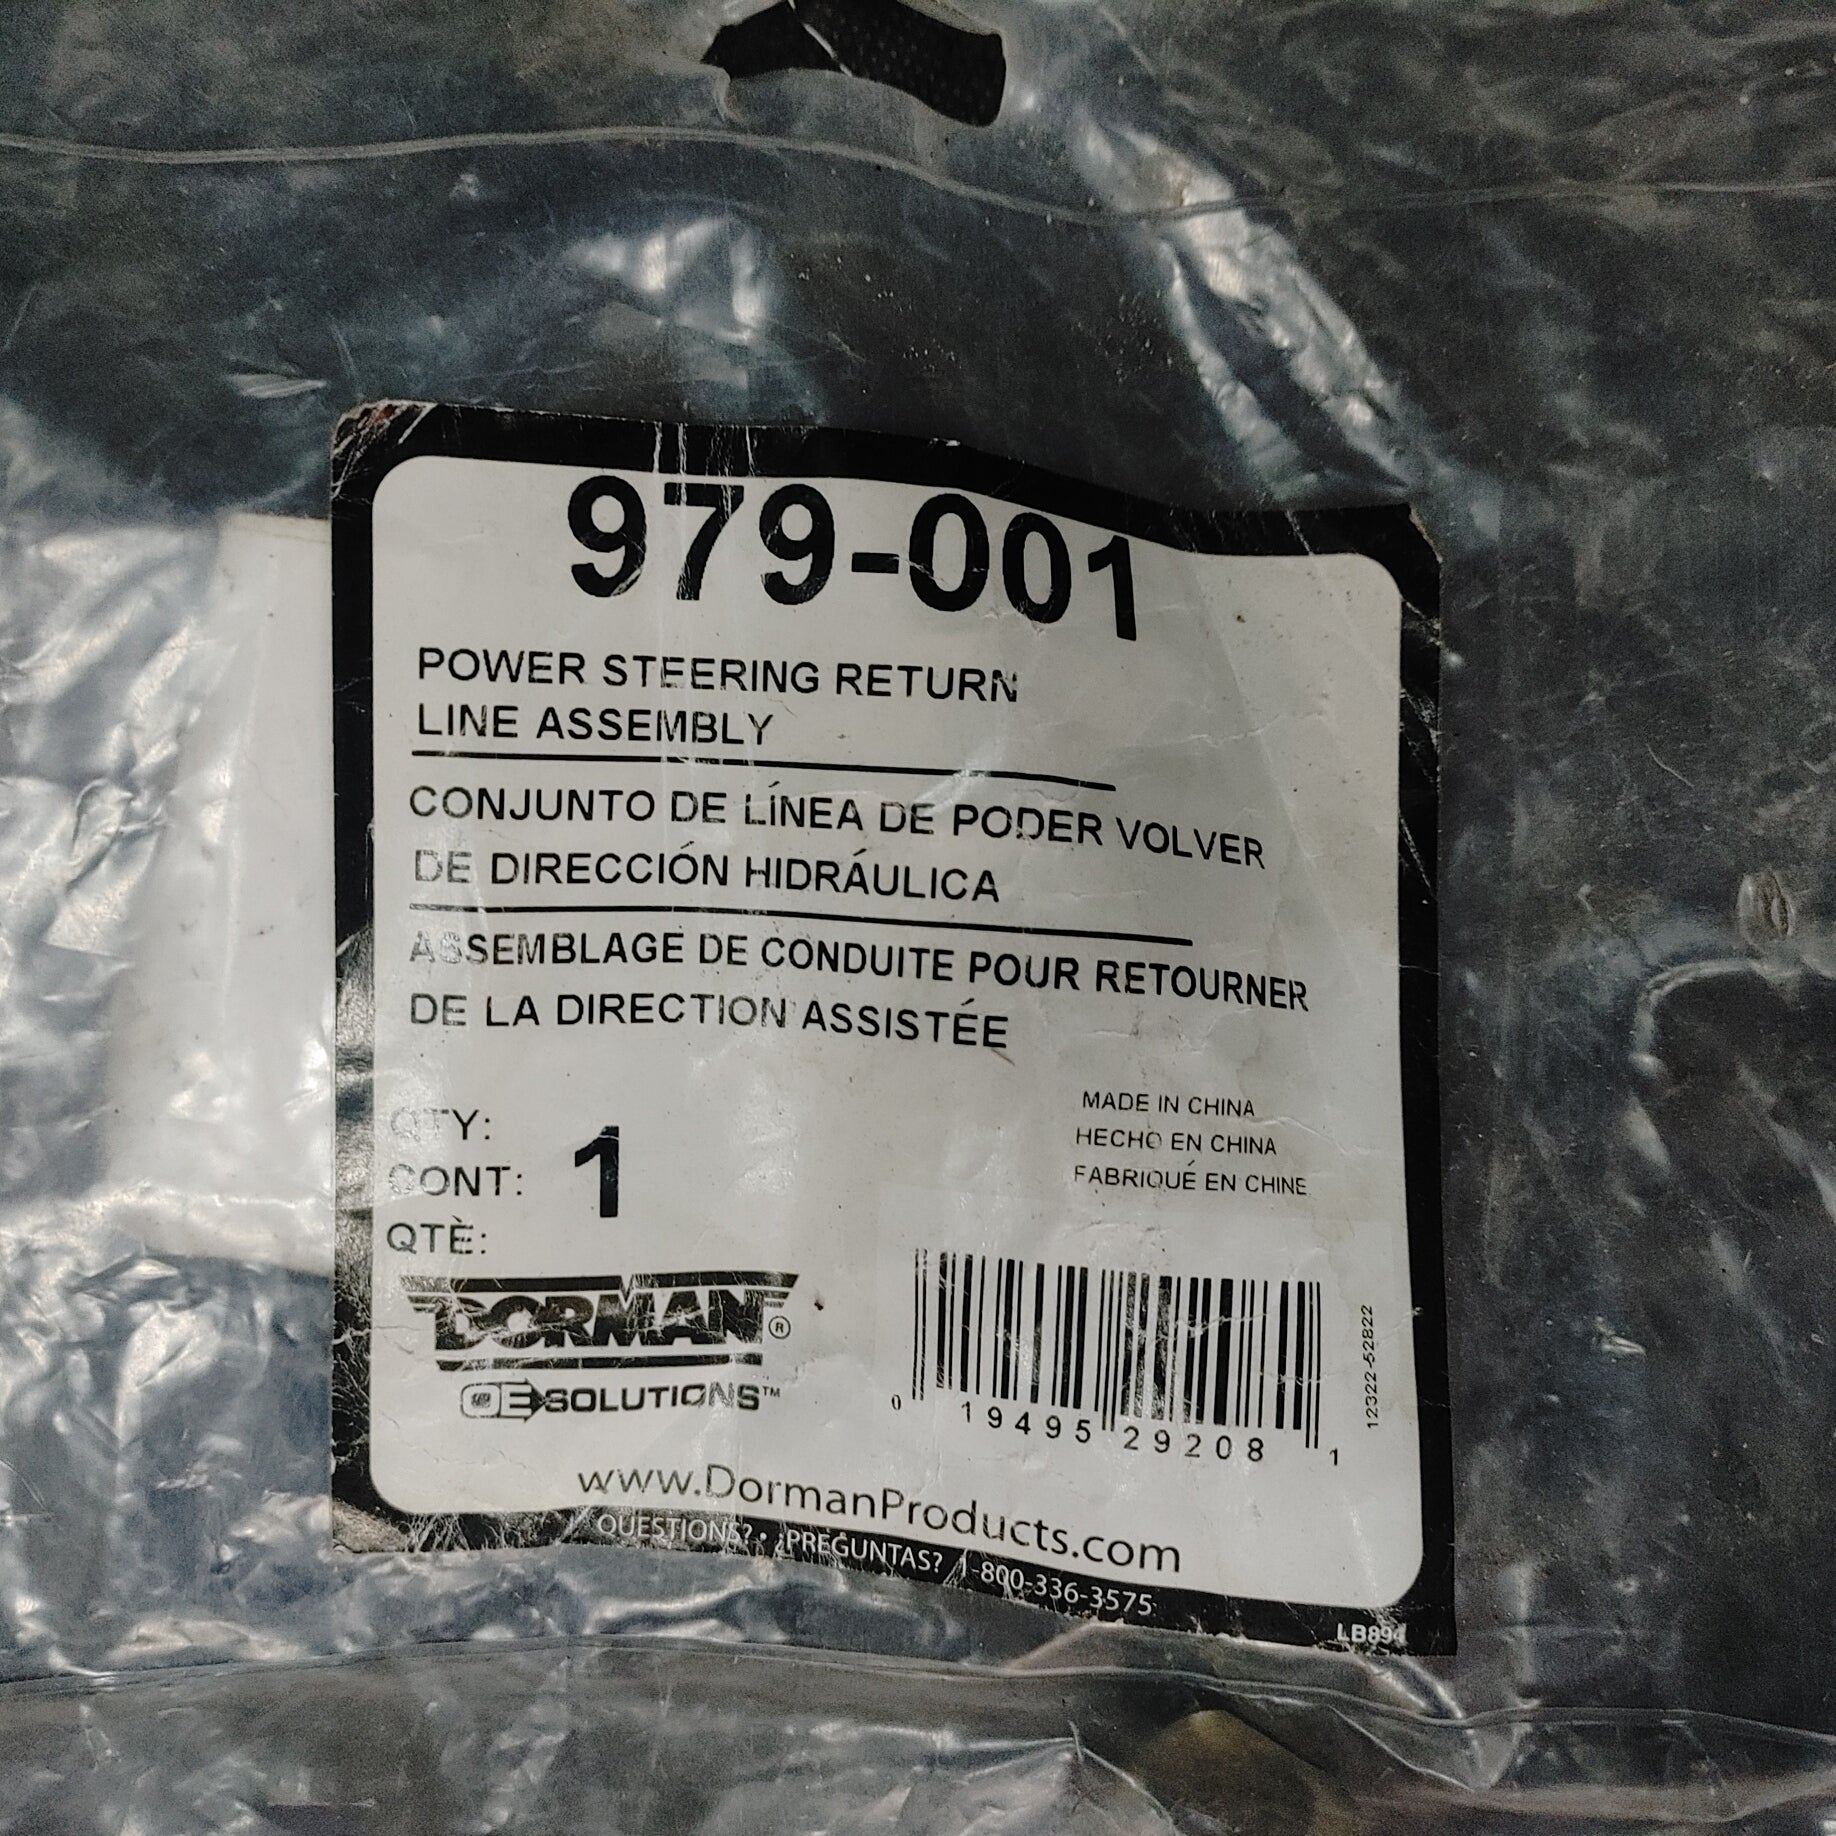 979-001
POWER STEERING RETURN
LINE ASSEMBLY
CONJUNTO DE LÍNEA DE PODER VOLVER
DE DIRECCIÓN HIDRÁULICA
ASSEMBLAGE DE CONDUITE POUR RETOURNER
DE LA DIRECTION ASSISTÉE
QTY:
CONT: 1
QTÈ:
MADE IN CHINA
HECHO EN CHINA
FABRIQUÉ EN CHINE
DORMAN®
OE SOLUTIONS™
0 19495 29208 1
12322-52822
www.DormanProducts.com
QUESTIONS? • ¿PREGUNTAS? 1-800-336-3575
LB894